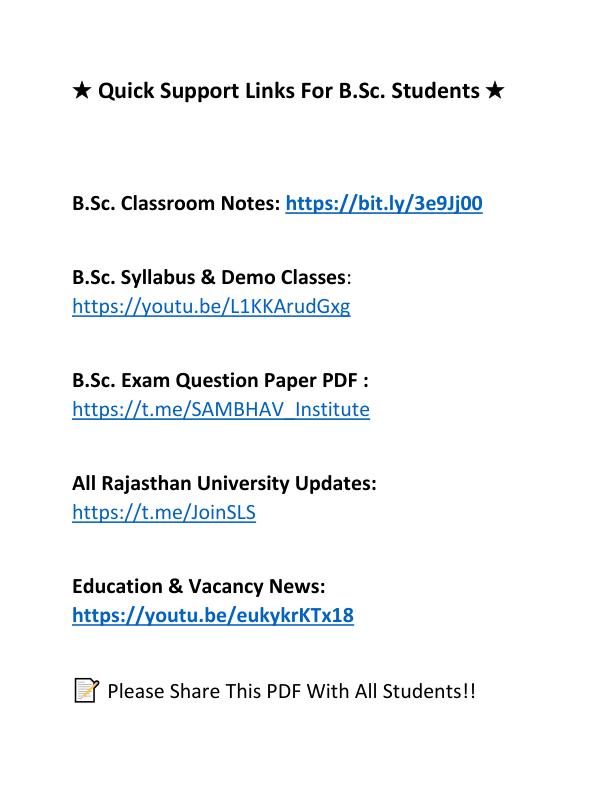 ★ Quick Support Links For B.Sc. Students ★
B.Sc. Classroom Notes: https://bit.ly/3e9Jj00
B.Sc. Syllabus & Demo Classes:
https://youtu.be/L1KKArudGxg
B.Sc. Exam Question Paper PDF :
https://t.me/SAMBHAV_Institute
All Rajasthan University Updates:
https://t.me/JoinSLS
Education & Vacancy News:
https://youtu.be/eukykrKTx18
📝 Please Share This PDF With All Students!!